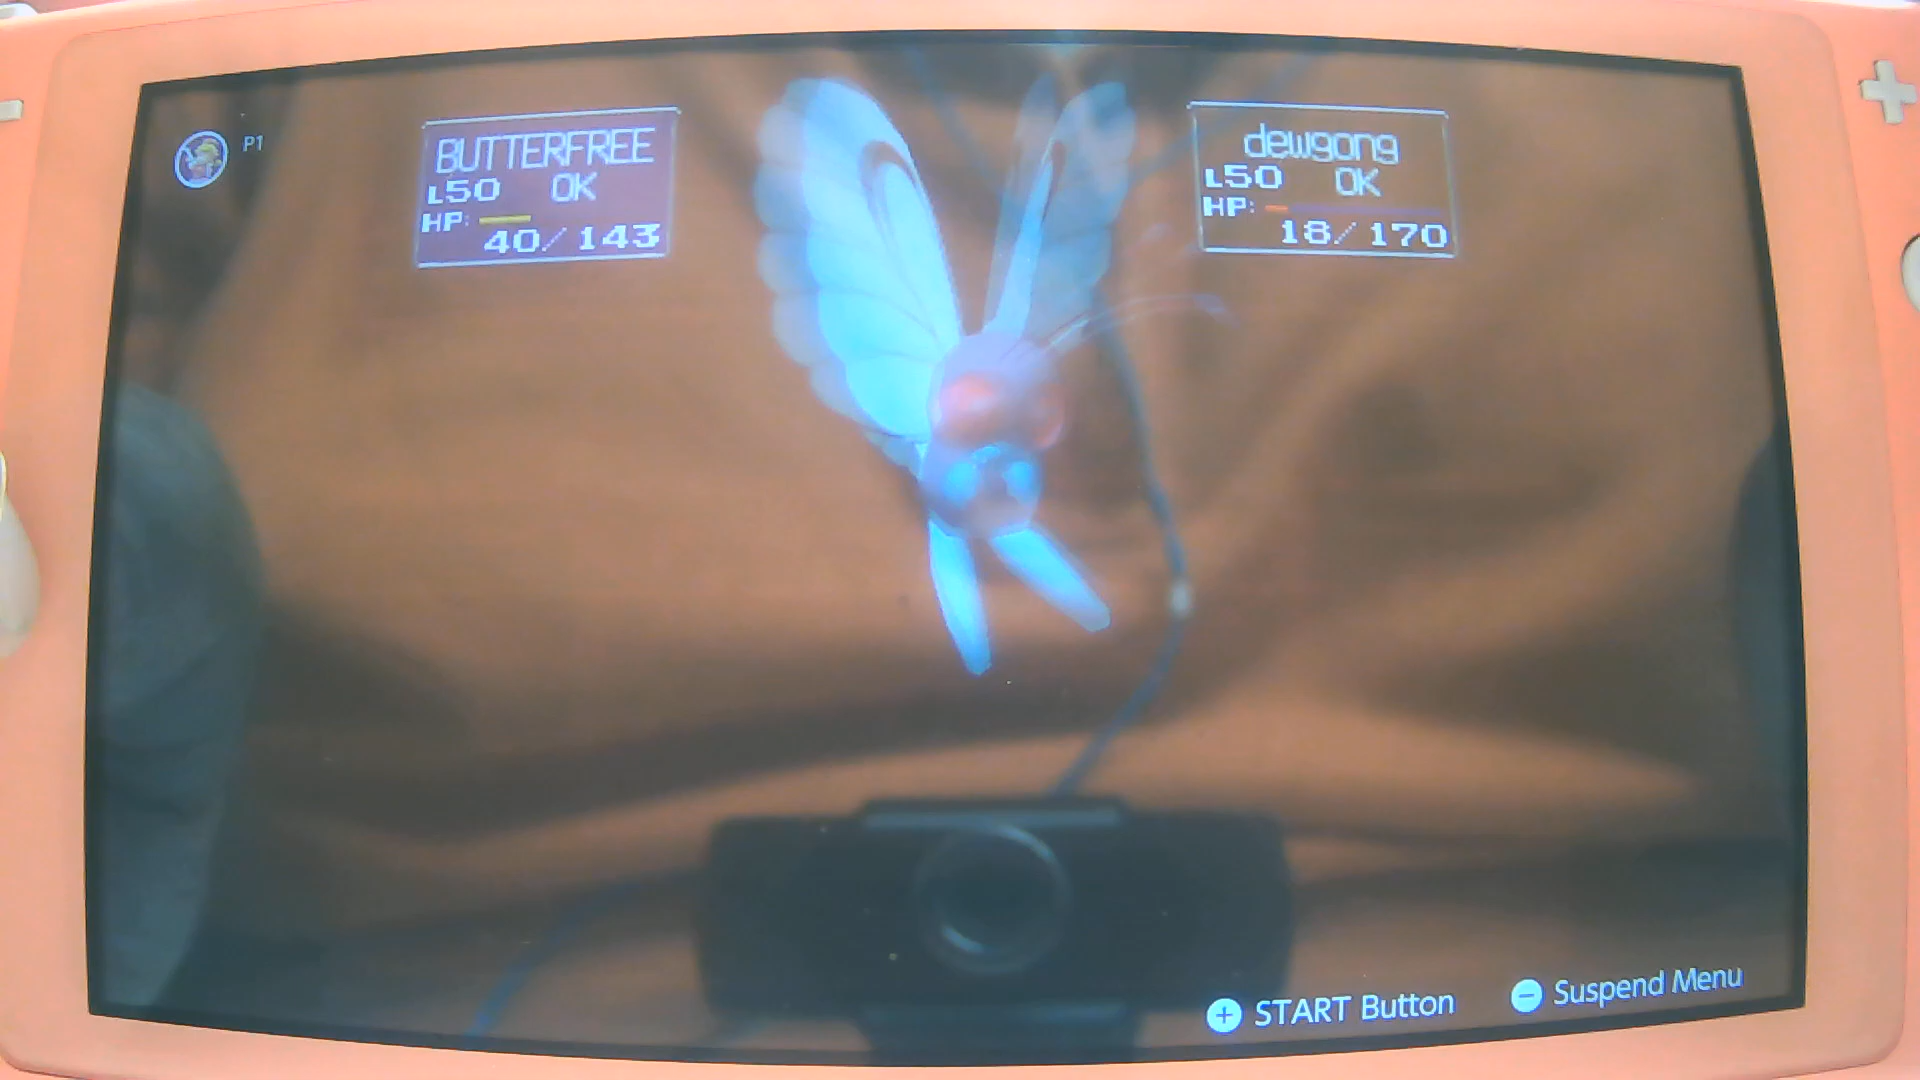 P1
BUTTERFREE
L50 OK
HP:
40/143
dewgong
L50 OK
HP:
18/170
+ START Button
- Suspend Menu